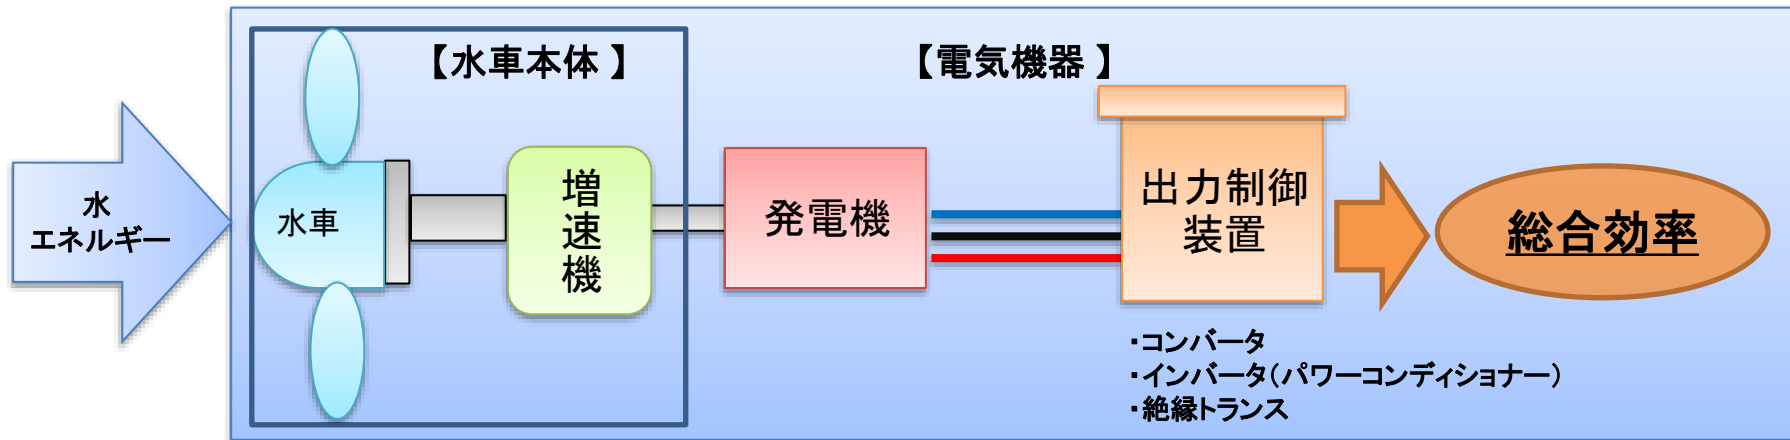 【水車本体 】
【電気機器 】
水
エネルギー
水車
増速機
発電機
出力制御
装置
総合効率
・コンバータ
・インバータ（パワーコンディショナー）
・絶縁トランス